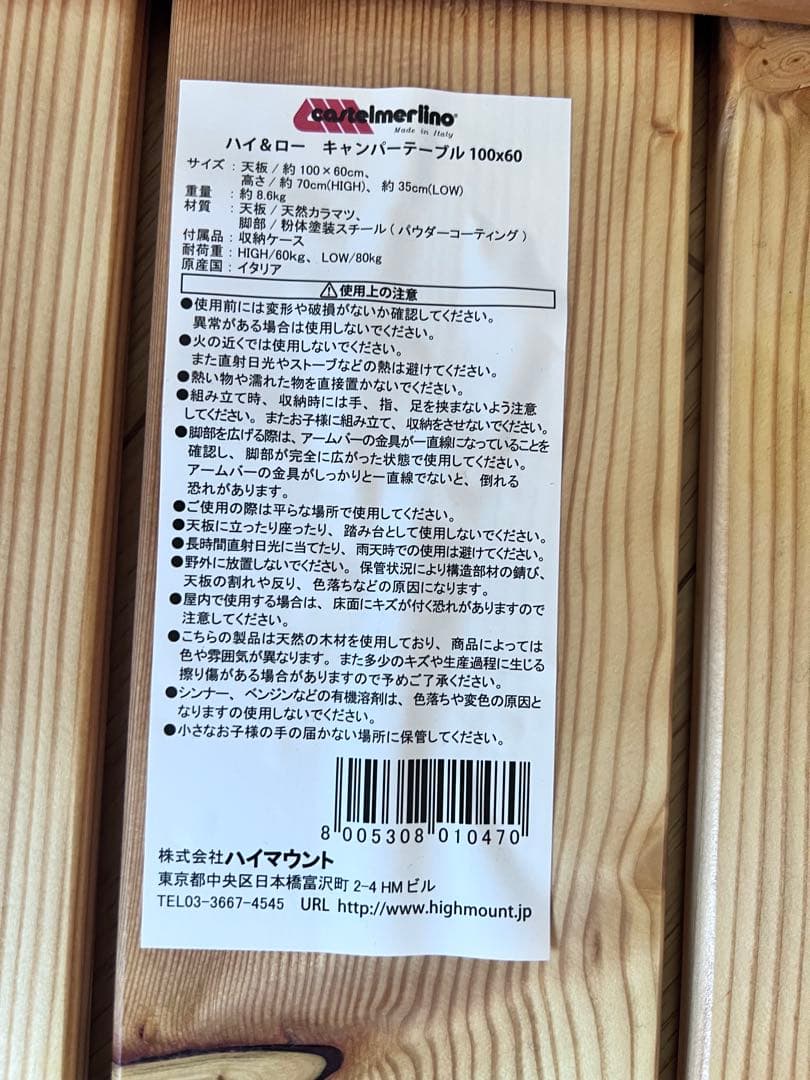 castelmerlino®
Made in Italy
ハイ＆ロー　キャンパーテーブル 100x60
サイズ：天板 / 約 100×60cm、
高さ / 約 70cm(HIGH)、 約 35cm(LOW)
重量　：約 8.6kg
材質　：天板 / 天然カラマツ、
脚部 / 粉体塗装スチール ( パウダーコーティング )
付属品：収納ケース
耐荷重：HIGH/60kg、 LOW/80kg
原産国：イタリア
⚠使用上の注意
●使用前には変形や破損がないか確認してください。
異常がある場合は使用しないでください。
●火の近くでは使用しないでください。
また直射日光やストーブなどの熱は避けてください。
●熱い物や濡れた物を直接置かないでください。
●組み立て時、 収納時には手、 指、 足を挟まないよう注意
してください。 またお子様に組み立て、 収納をさせないでください。
●脚部を広げる際は、 アームバーの金具が一直線になっていることを
確認し、 脚部が完全に広がった状態で使用してください。
アームバーの金具がしっかりと一直線でないと、 倒れる
恐れがあります。
●ご使用の際は平らな場所で使用してください。
●天板に立ったり座ったり、 踏み台として使用しないでください。
●長時間直射日光に当てたり、 雨天時での使用は避けてください。
●野外に放置しないでください。 保管状況により構造部材の錆び、
天板の割れや反り、 色落ちなどの原因になります。
●屋内で使用する場合は、 床面にキズが付く恐れがありますので
注意してください。
●こちらの製品は天然の木材を使用しており、 商品によっては
色や雰囲気が異なります。 また多少のキズや生産過程に生じる
擦り傷がある場合がありますので予めご了承ください。
●シンナー、 ベンジンなどの有機溶剤は、 色落ちや変色の原因と
なりますの使用しないでください。
●小さなお子様の手の届かない場所に保管してください。
8 005308 010470
株式会社ハイマウント
東京都中央区日本橋富沢町 2-4 HM ビル
TEL03-3667-4545　URL http://www.highmount.jp